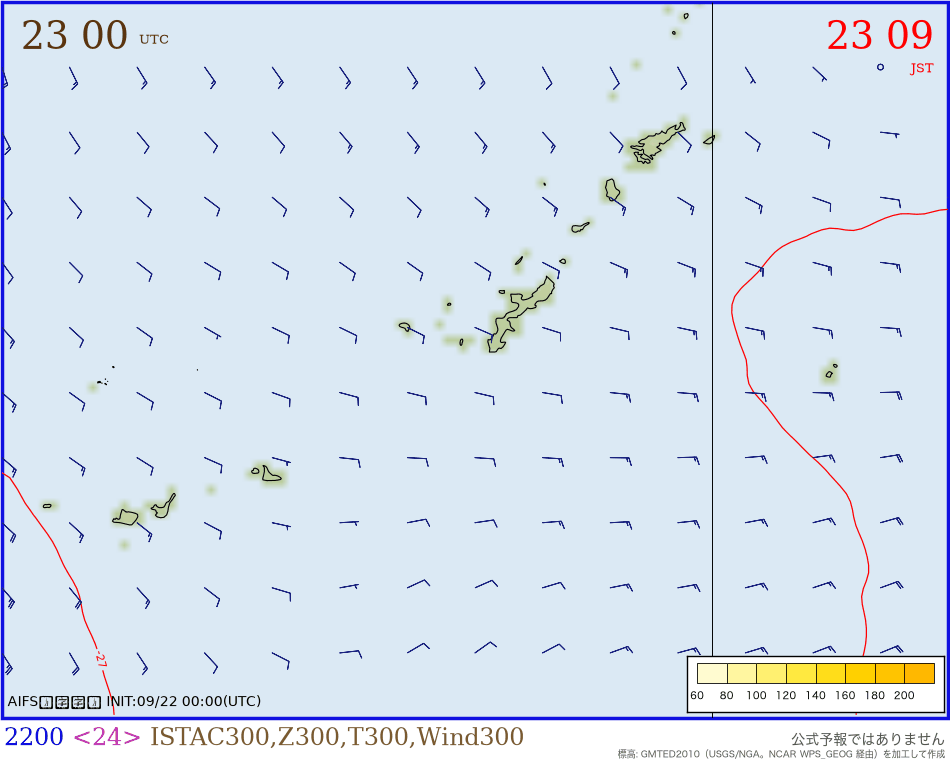 23 00 UTC
23 09
JST
-27
60 80 100 120 140 160 180 200
AIFS INIT:09/22 00:00(UTC)
2200 <24> ISTAC300,Z300,T300,Wind300
公式予報ではありません
標高: GMTED2010（USGS/NGA。NCAR WPS_GEOG 経由）を加工して作成